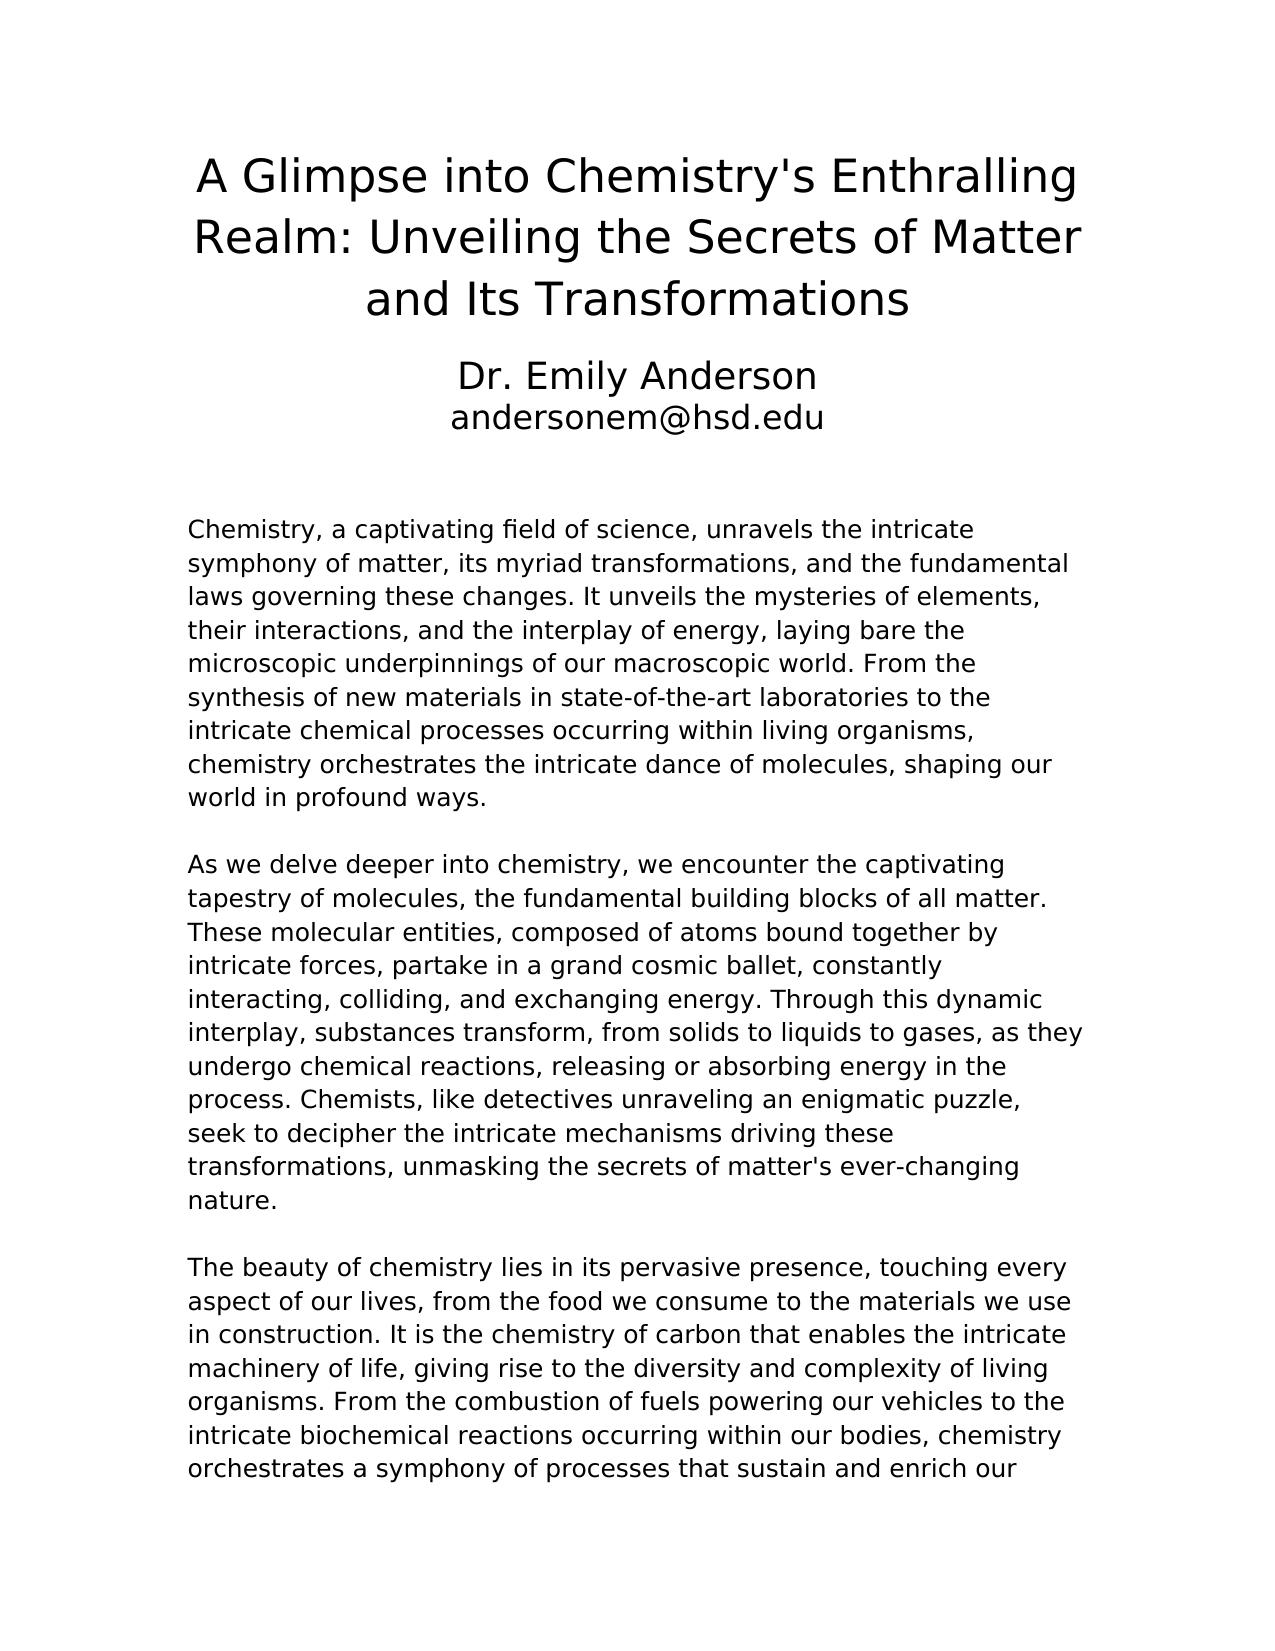 A Glimpse into Chemistry's Enthralling
Realm: Unveiling the Secrets of Matter
and Its Transformations
Dr. Emily Anderson
andersonem@hsd.edu
Chemistry, a captivating field of science, unravels the intricate
symphony of matter, its myriad transformations, and the fundamental
laws governing these changes. It unveils the mysteries of elements,
their interactions, and the interplay of energy, laying bare the
microscopic underpinnings of our macroscopic world. From the
synthesis of new materials in state-of-the-art laboratories to the
intricate chemical processes occurring within living organisms,
chemistry orchestrates the intricate dance of molecules, shaping our
world in profound ways.
As we delve deeper into chemistry, we encounter the captivating
tapestry of molecules, the fundamental building blocks of all matter.
These molecular entities, composed of atoms bound together by
intricate forces, partake in a grand cosmic ballet, constantly
interacting, colliding, and exchanging energy. Through this dynamic
interplay, substances transform, from solids to liquids to gases, as they
undergo chemical reactions, releasing or absorbing energy in the
process. Chemists, like detectives unraveling an enigmatic puzzle,
seek to decipher the intricate mechanisms driving these
transformations, unmasking the secrets of matter's ever-changing
nature.
The beauty of chemistry lies in its pervasive presence, touching every
aspect of our lives, from the food we consume to the materials we use
in construction. It is the chemistry of carbon that enables the intricate
machinery of life, giving rise to the diversity and complexity of living
organisms. From the combustion of fuels powering our vehicles to the
intricate biochemical reactions occurring within our bodies, chemistry
orchestrates a symphony of processes that sustain and enrich our